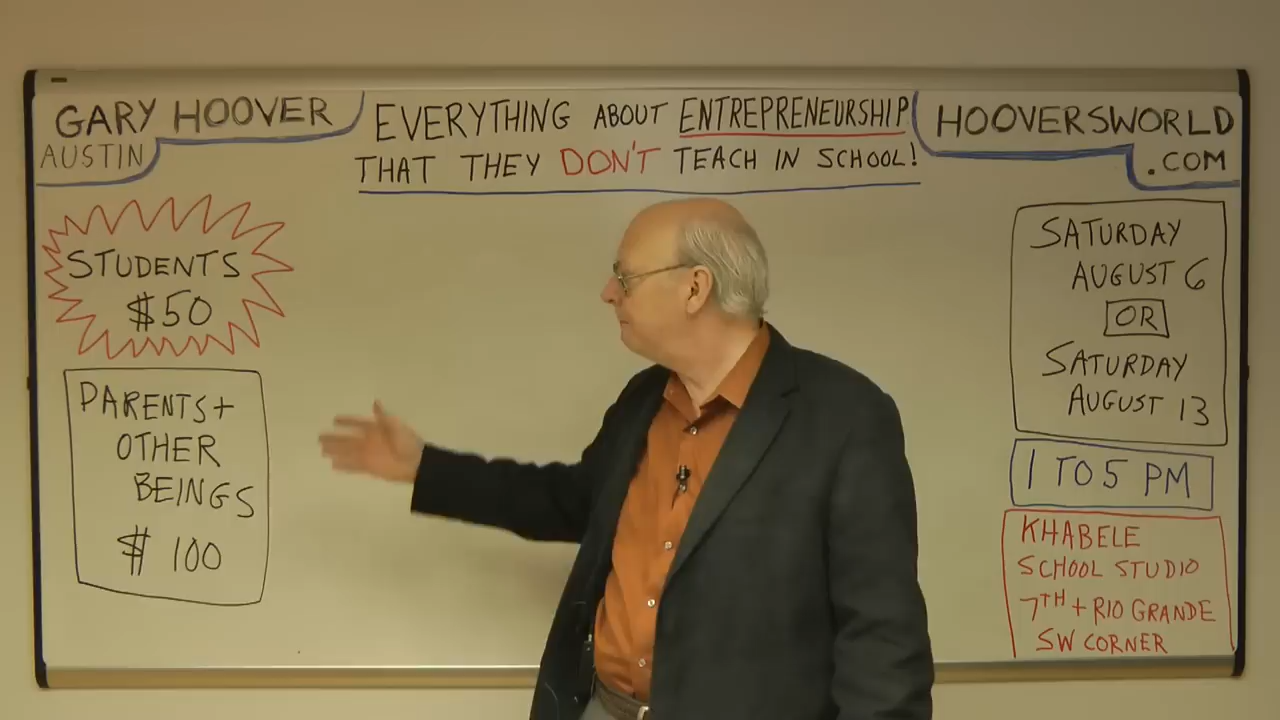 GARY HOOVER
AUSTIN
EVERYTHING ABOUT ENTREPRENEURSHIP
THAT THEY DON'T TEACH IN SCHOOL!
HOOVERSWORLD
.COM
STUDENTS
$50
PARENTS +
OTHER
BEINGS
$ 100
SATURDAY
AUGUST 6
OR
SATURDAY
AUGUST 13
1 TO 5 PM
KHABELE
SCHOOL STUDIO
7TH + RIO GRANDE
SW CORNER